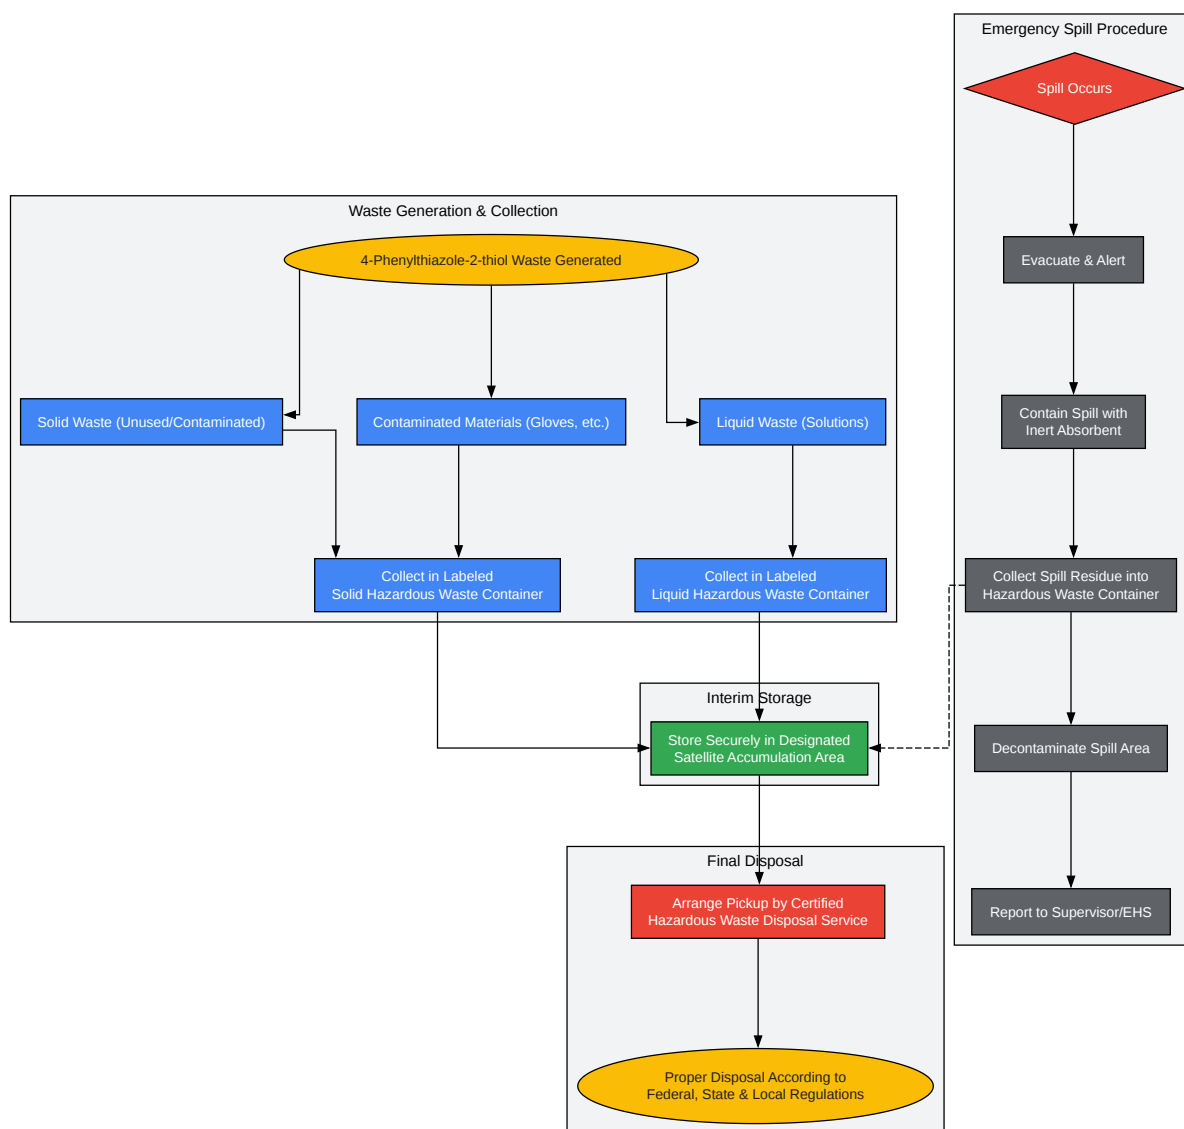 Emergency Spill Procedure
Spill Occurs
Evacuate & Alert
Contain Spill with
Inert Absorbent
Collect Spill Residue into
Hazardous Waste Container
Decontaminate Spill Area
Report to Supervisor/EHS
Waste Generation & Collection
4-Phenylthiazole-2-thiol Waste Generated
Solid Waste (Unused/Contaminated)
Contaminated Materials (Gloves, etc.)
Liquid Waste (Solutions)
Collect in Labeled
Solid Hazardous Waste Container
Collect in Labeled
Liquid Hazardous Waste Container
Interim Storage
Store Securely in Designated
Satellite Accumulation Area
Final Disposal
Arrange Pickup by Certified
Hazardous Waste Disposal Service
Proper Disposal According to
Federal, State & Local Regulations